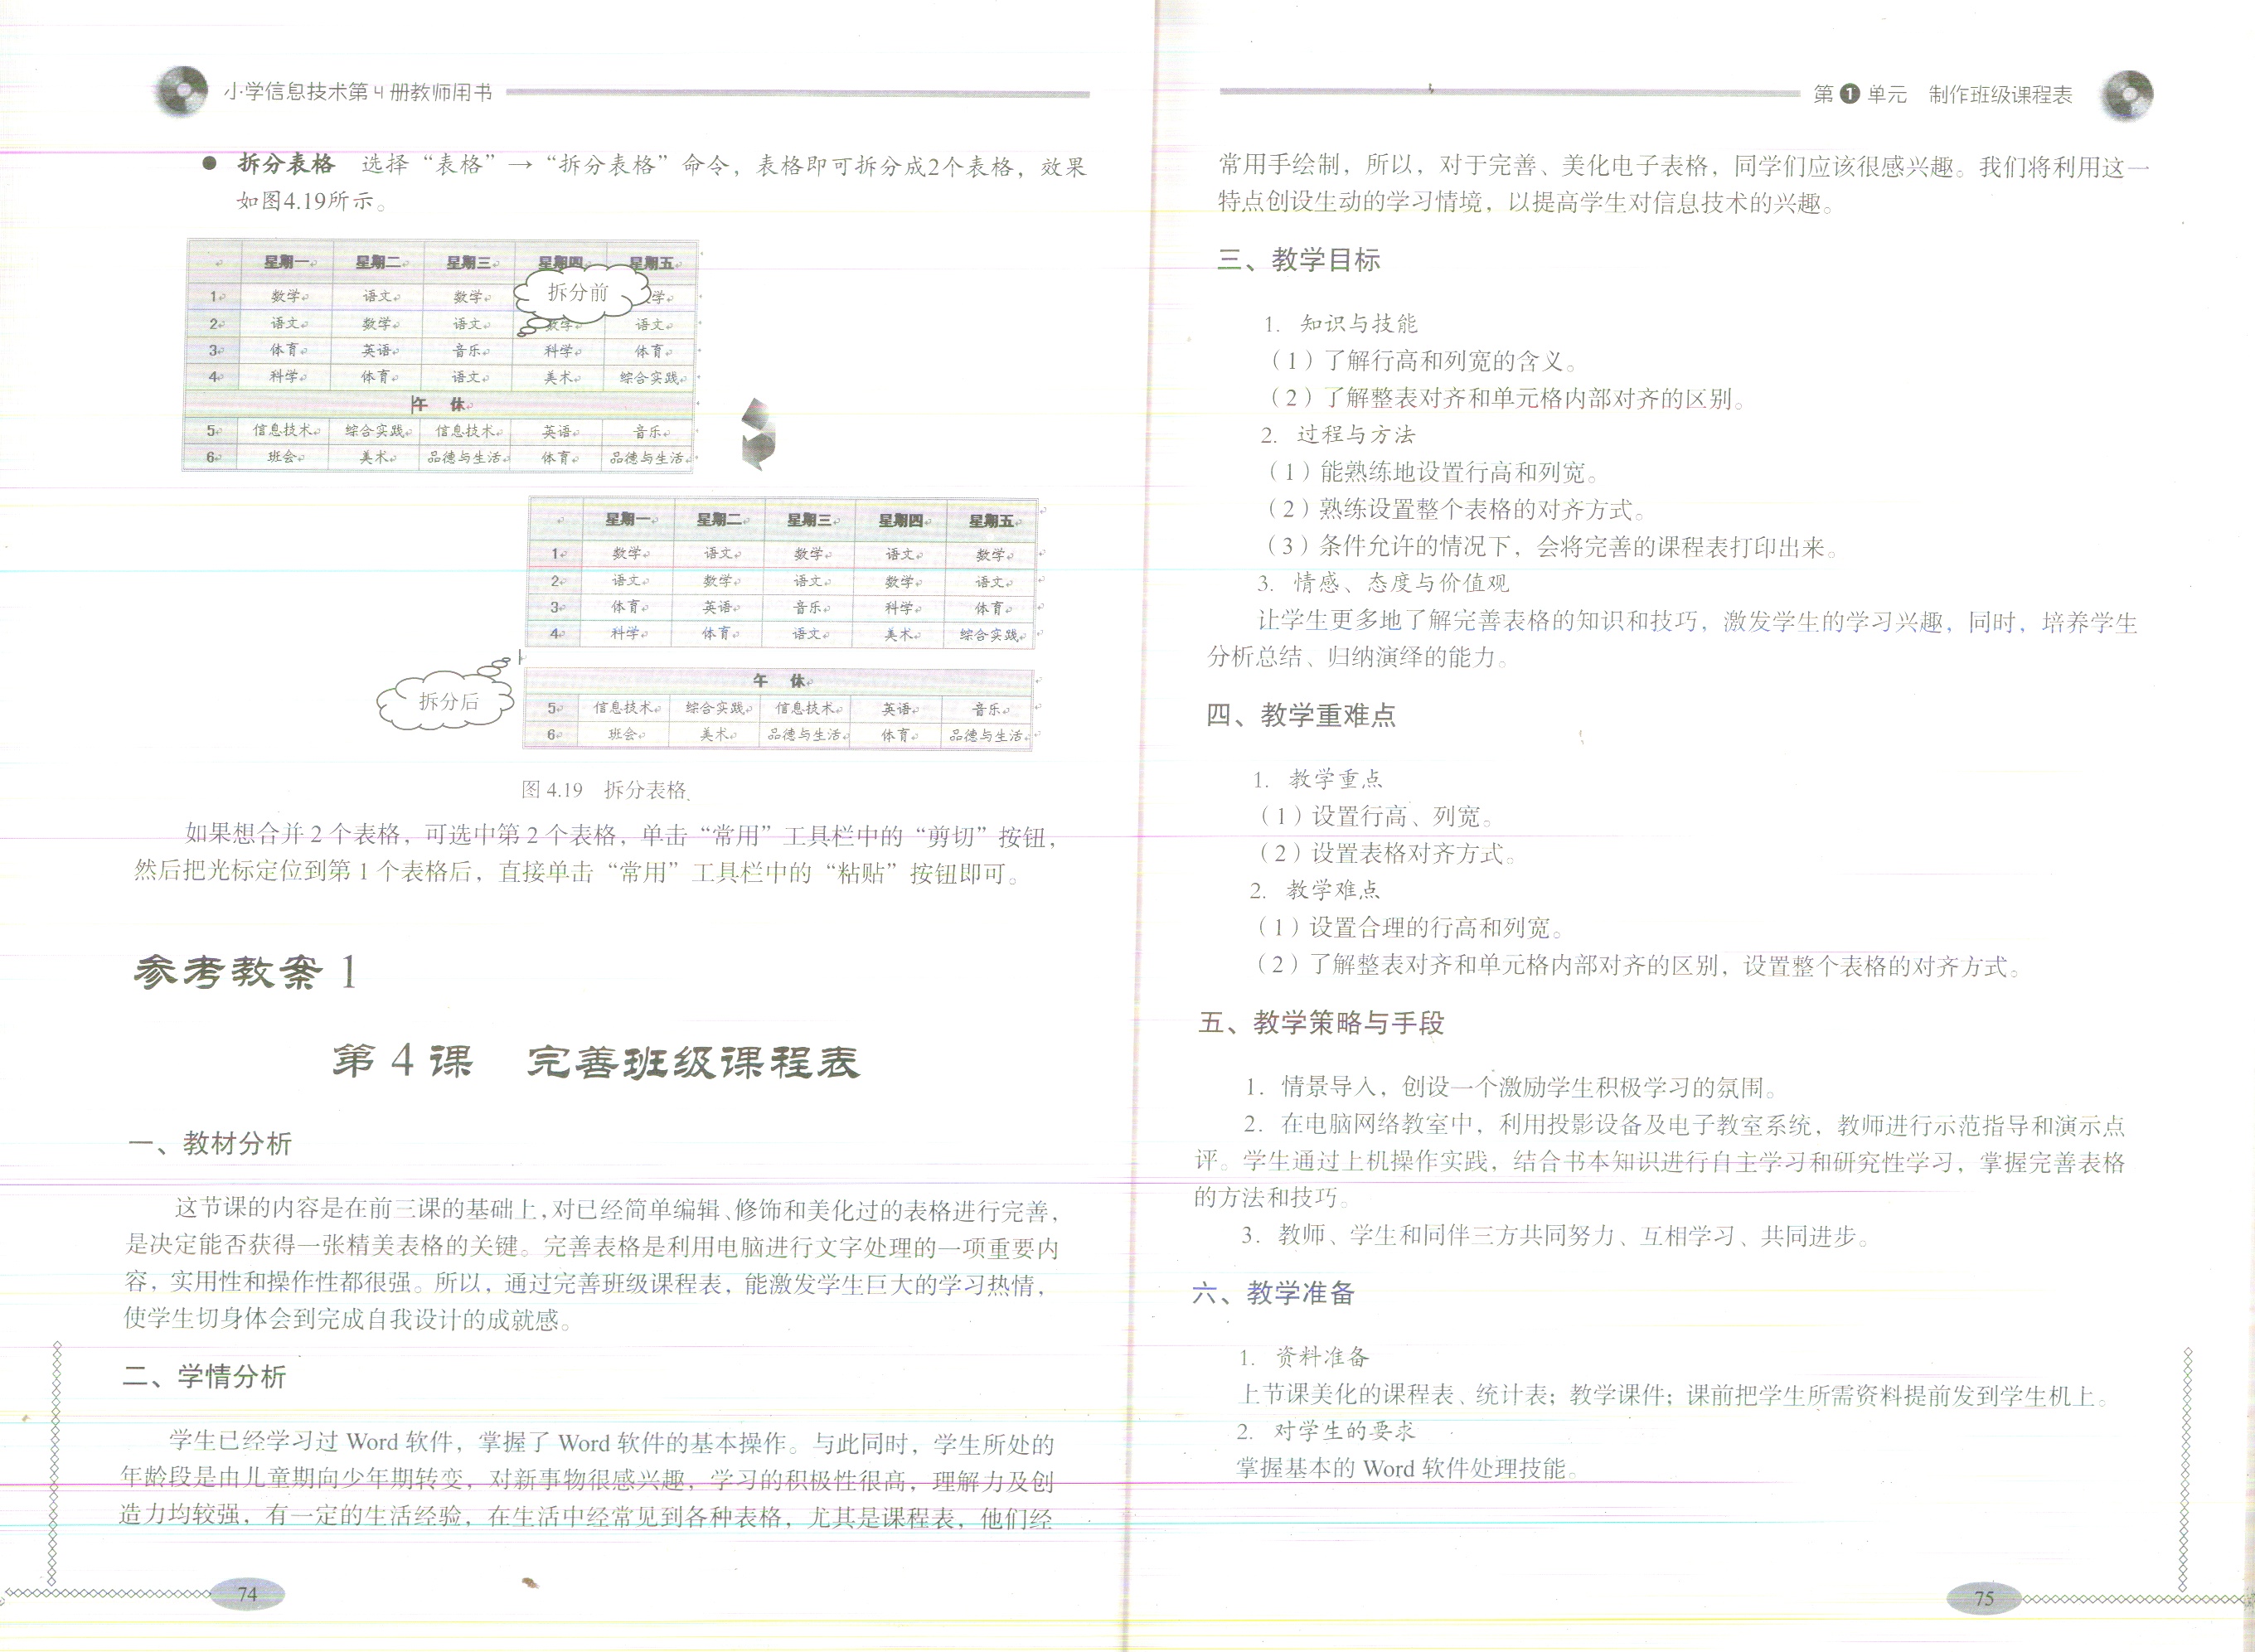 小学信息技术第4册教师用书
● 拆分表格 选择“表格”→“拆分表格”命令，表格即可拆分成2个表格，效果
如图4.19所示。
星期一 星期二 星期三 星期四 星期五
拆分前
1 数学 语文 数学 学
2 语文 数学 语文 数学 语文
3 体育 英语 音乐 科学 体育
4 科学 体育 语文 美术 综合实践
午 休
5 信息技术 综合实践 信息技术 英语 音乐
6 班会 美术 品德与生活 体育 品德与生活
星期一 星期二 星期三 星期四 星期五
1 数学 语文 数学 语文 数学
2 语文 数学 语文 数学 语文
3 体育 英语 音乐 科学 体育
4 科学 体育 语文 美术 综合实践
拆分后
午 休
5 信息技术 综合实践 信息技术 英语 音乐
6 班会 美术 品德与生活 体育 品德与生活
图 4.19 拆分表格
如果想合并 2 个表格，可选中第 2 个表格，单击“常用”工具栏中的“剪切”按钮，
然后把光标定位到第 1 个表格后，直接单击“常用”工具栏中的“粘贴”按钮即可。
参考教案 1
第 4 课 完善班级课程表
一、教材分析
这节课的内容是在前三课的基础上，对已经简单编辑、修饰和美化过的表格进行完善，
是决定能否获得一张精美表格的关键。完善表格是利用电脑进行文字处理的一项重要内
容，实用性和操作性都很强。所以，通过完善班级课程表，能激发学生巨大的学习热情，
使学生切身体会到完成自我设计的成就感。
二、学情分析
学生已经学习过 Word 软件，掌握了 Word 软件的基本操作。与此同时，学生所处的
年龄段是由儿童期向少年期转变，对新事物很感兴趣，学习的积极性很高，理解力及创
造力均较强，有一定的生活经验，在生活中经常见到各种表格，尤其是课程表，他们经
74
第 1 单元 制作班级课程表
常用手绘制，所以，对于完善、美化电子表格，同学们应该很感兴趣。我们将利用这一
特点创设生动的学习情境，以提高学生对信息技术的兴趣。
三、教学目标
1. 知识与技能
（1）了解行高和列宽的含义。
（2）了解整表对齐和单元格内部对齐的区别。
2. 过程与方法
（1）能熟练地设置行高和列宽。
（2）熟练设置整个表格的对齐方式。
（3）条件允许的情况下，会将完善的课程表打印出来。
3. 情感、态度与价值观
让学生更多地了解完善表格的知识和技巧，激发学生的学习兴趣，同时，培养学生
分析总结、归纳演绎的能力。
四、教学重难点
1. 教学重点
（1）设置行高、列宽。
（2）设置表格对齐方式。
2. 教学难点
（1）设置合理的行高和列宽。
（2）了解整表对齐和单元格内部对齐的区别，设置整个表格的对齐方式。
五、教学策略与手段
1. 情景导入，创设一个激励学生积极学习的氛围。
2. 在电脑网络教室中，利用投影设备及电子教室系统，教师进行示范指导和演示点
评。学生通过上机操作实践，结合书本知识进行自主学习和研究性学习，掌握完善表格
的方法和技巧。
3. 教师、学生和同伴三方共同努力、互相学习、共同进步。
六、教学准备
1. 资料准备
上节课美化的课程表、统计表；教学课件；课前把学生所需资料提前发到学生机上。
2. 对学生的要求
掌握基本的 Word 软件处理技能。
75